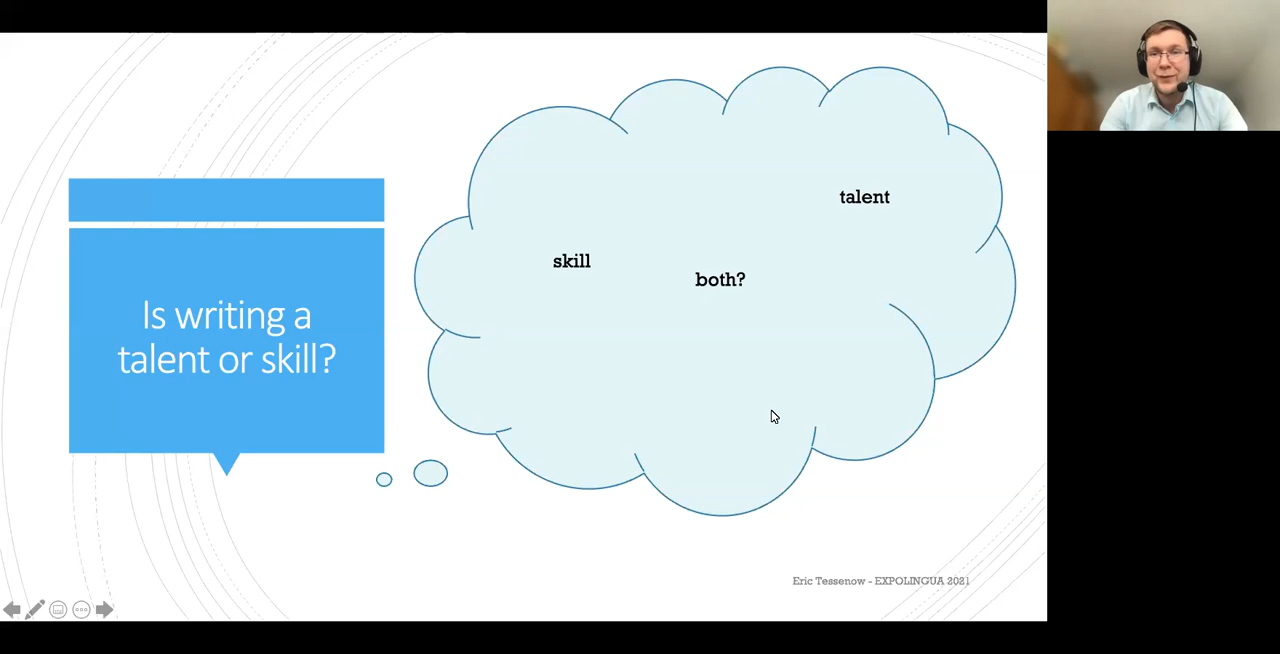 Is writing a
talent or skill?
talent
skill
both?
Eric Tessenow - EXPOLINGUA 2021